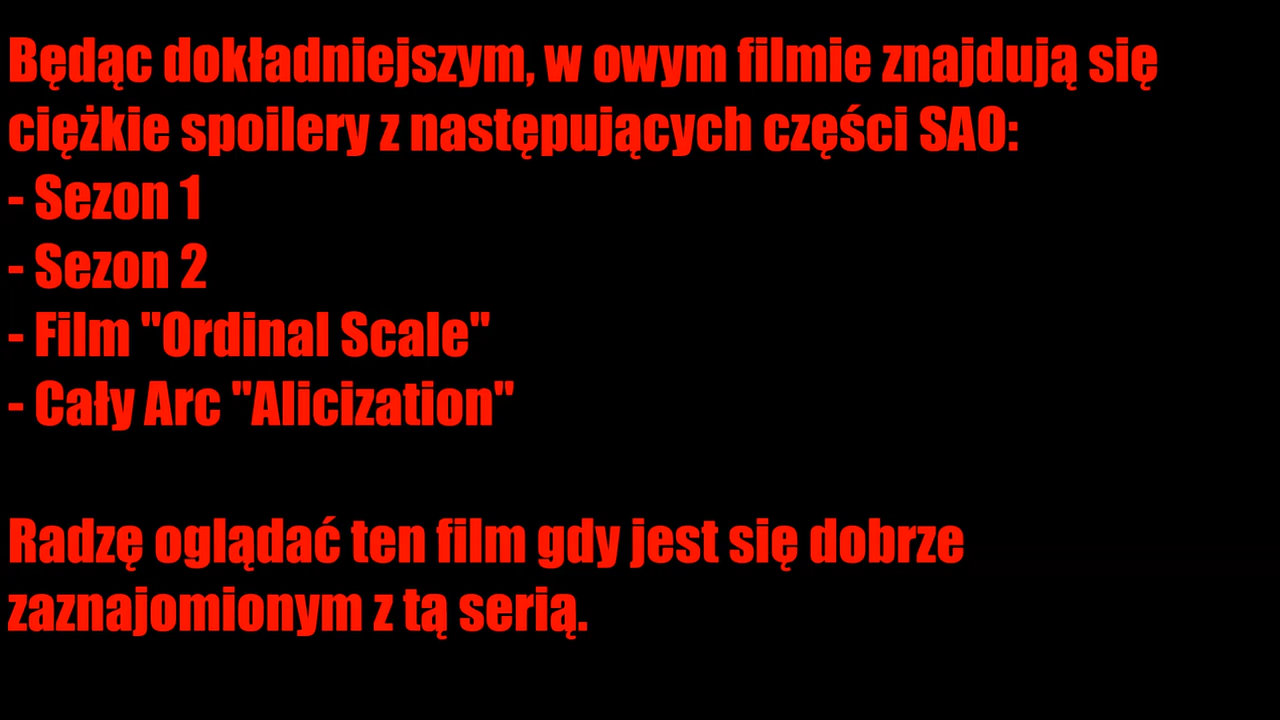 Będąc dokładniejszym, w owym filmie znajdują się
ciężkie spoilery z następujących części SAO:
- Sezon 1
- Sezon 2
- Film "Ordinal Scale"
- Cały Arc "Alicization"
Radzę oglądać ten film gdy jest się dobrze
zaznajomionym z tą serią.